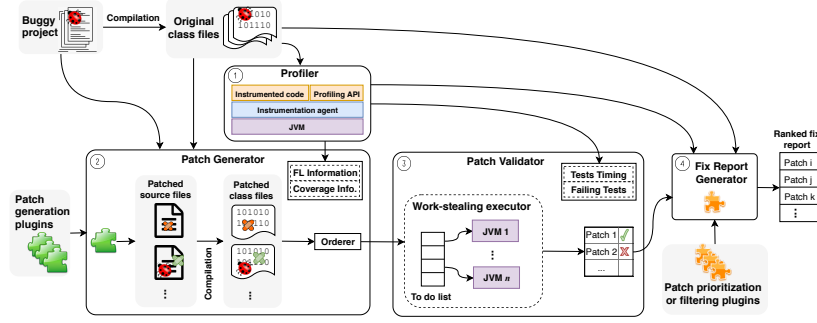 Buggy
project
Compilation
Original
class files
101010
101110
1
Profiler
Instrumented code
Profiling API
Instrumentation agent
JVM
2
Patch Generator
FL Information
Coverage Info.
Patch
generation
plugins
Patched
source files
Compilation
Patched
class files
101010
Orderer
3
Patch Validator
Tests Timing
Failing Tests
Work-stealing executor
JVM 1
JVM n
To do list
Patch 1
Patch 2
...
4
Fix Report
Generator
Ranked fix
report
Patch i
Patch j
Patch k
Patch prioritization
or filtering plugins